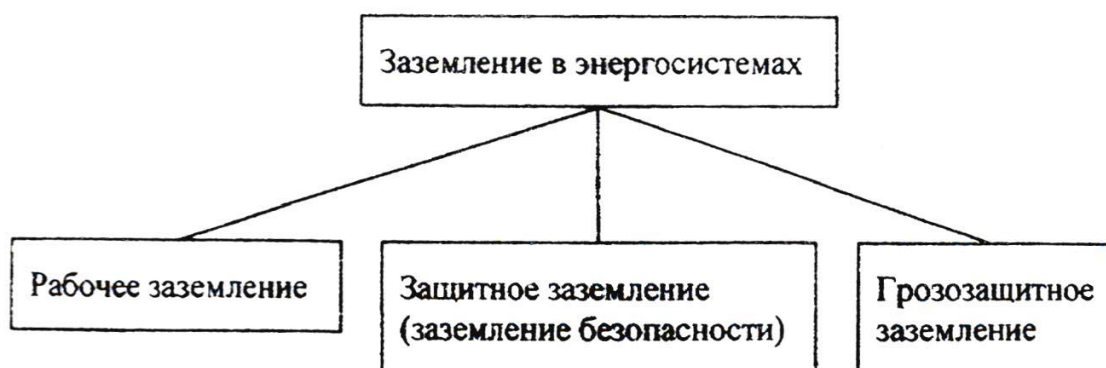 Заземление в энергосистемах
Рабочее заземление
Защитное заземление
(заземление безопасности)
Грозозащитное
заземление